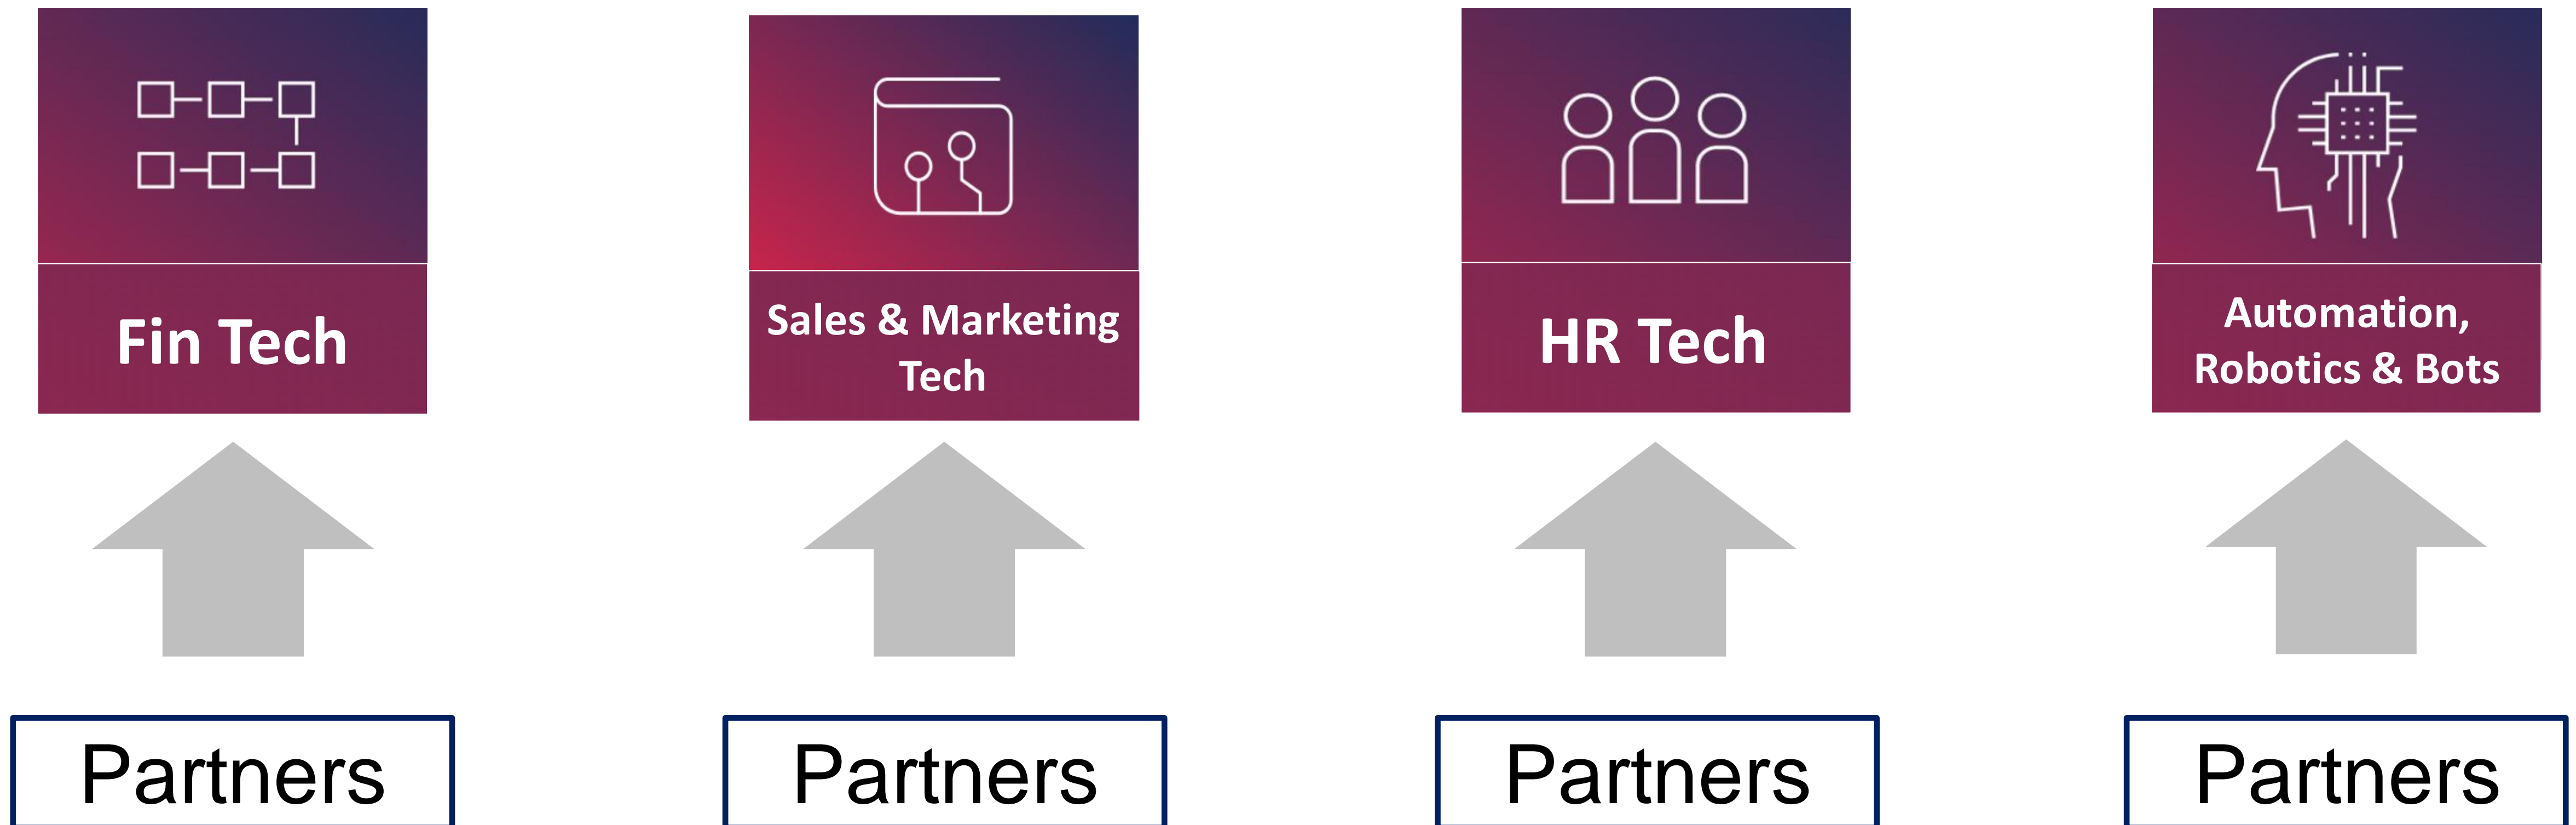 Fin Tech
Sales & Marketing
Tech
HR Tech
Automation,
Robotics & Bots
Partners
Partners
Partners
Partners